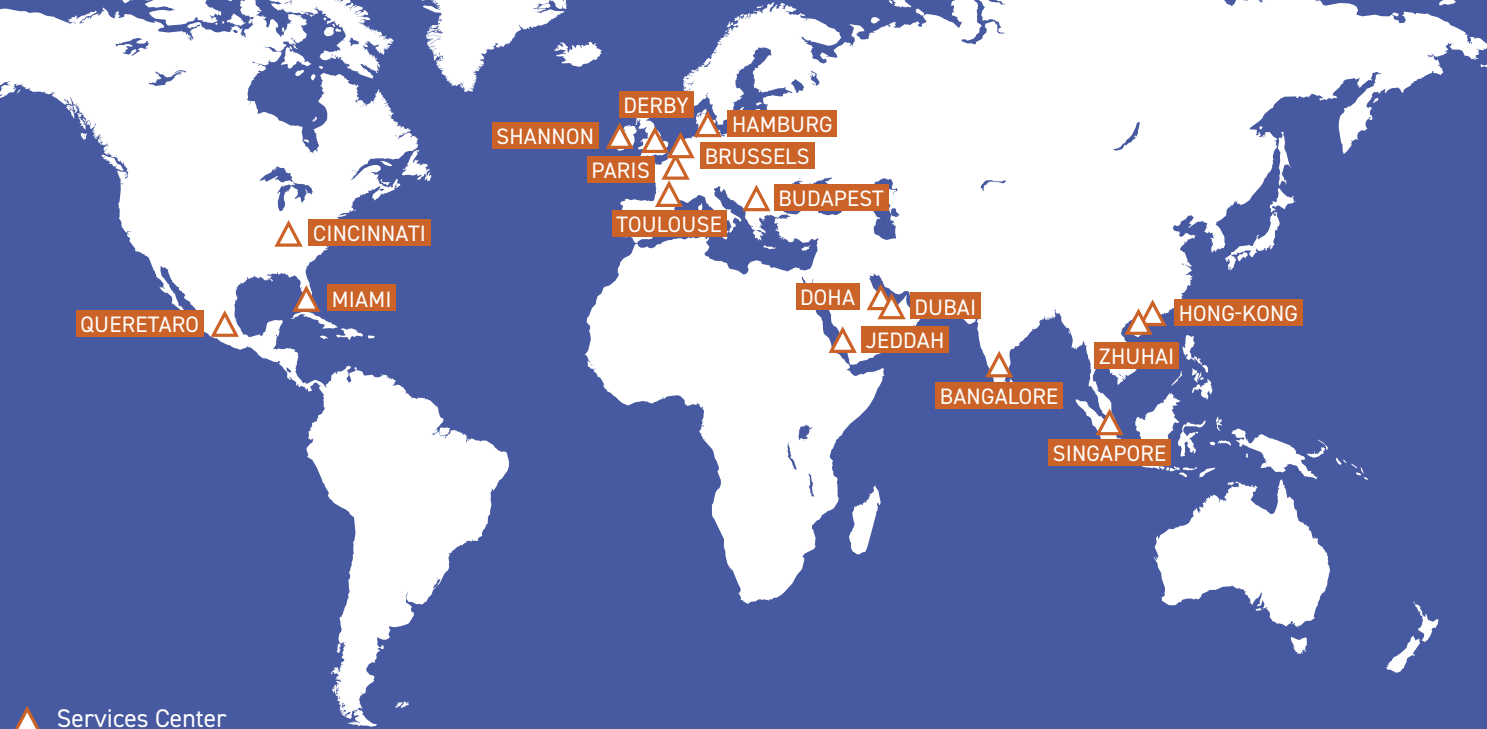 DERBY
HAMBURG
SHANNON
BRUSSELS
PARIS
BUDAPEST
TOULOUSE
CINCINNATI
MIAMI
QUERETARO
DOHA
DUBAI
HONG-KONG
JEDDAH
ZHUHAI
BANGALORE
SINGAPORE
Services Center